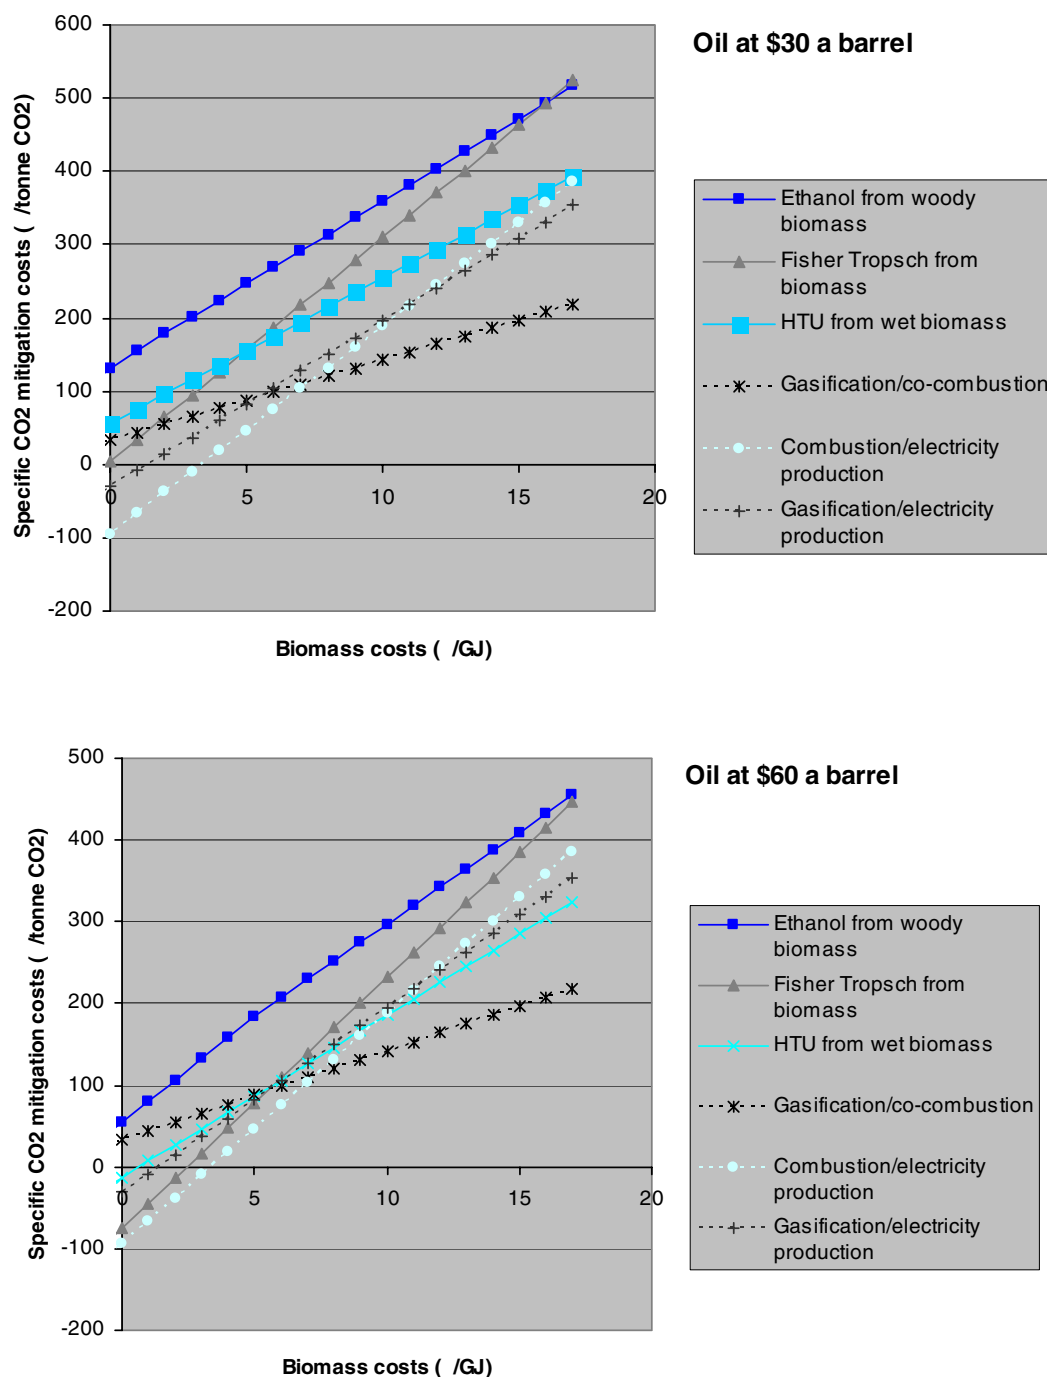 Oil at $30 a barrel
600
500
400
300
200
100
0
-100
-200
0 5 10 15 20
Specific CO2 mitigation costs ( /tonne CO2)
Biomass costs ( /GJ)
Ethanol from woody
biomass
Fisher Tropsch from
biomass
HTU from wet biomass
Gasification/co-combustion
Combustion/electricity
production
Gasification/electricity
production
Oil at $60 a barrel
500
400
300
200
100
0
-100
-200
0 5 10 15 20
Specific CO2 mitigation costs ( /tonne CO2)
Biomass costs ( /GJ)
Ethanol from woody
biomass
Fisher Tropsch from
biomass
HTU from wet biomass
Gasification/co-combustion
Combustion/electricity
production
Gasification/electricity
production